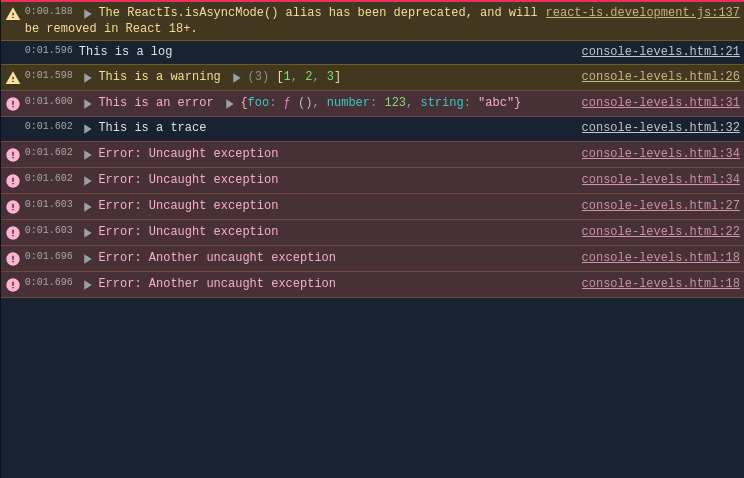 0:00.188 The ReactIs.isAsyncMode() alias has been deprecated, and will react-is.development.js:137
be removed in React 18+.
0:01.596 This is a log console-levels.html:21
0:01.598 This is a warning (3) [1, 2, 3] console-levels.html:26
0:01.600 This is an error {foo: ƒ (), number: 123, string: "abc"} console-levels.html:31
0:01.602 This is a trace console-levels.html:32
0:01.602 Error: Uncaught exception console-levels.html:34
0:01.602 Error: Uncaught exception console-levels.html:34
0:01.603 Error: Uncaught exception console-levels.html:27
0:01.603 Error: Uncaught exception console-levels.html:22
0:01.696 Error: Another uncaught exception console-levels.html:18
0:01.696 Error: Another uncaught exception console-levels.html:18